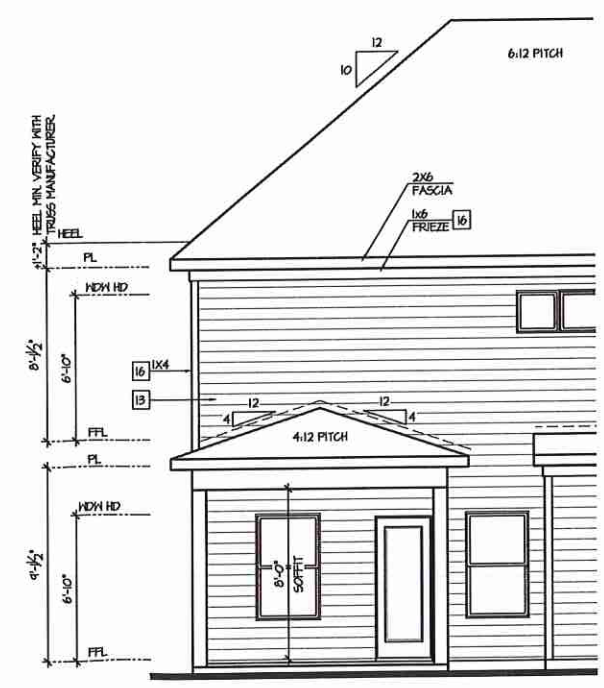 12
10
6:12 PITCH
±1'-2" HEEL MIN. VERIFY WITH
TRUSS MANUFACTURER.
2X6
FASCIA
1X6
FRIEZE 16
HEEL
PL
WDW HD
8'-1½"
6'-10"
16 1X4
13
12
4
12
4
4:12 PITCH
FFL
PL
WDW HD
9'-1½"
6'-10"
8'-0"
SOFFIT
FFL